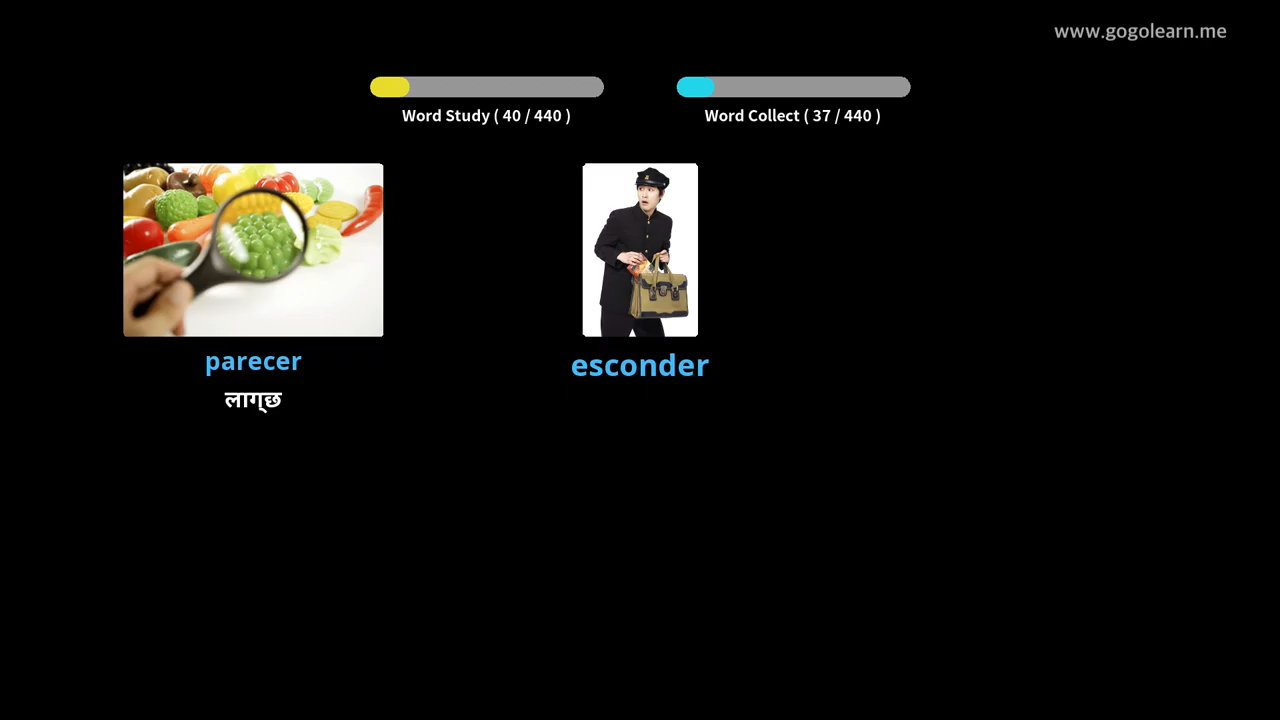 www.gogolearn.me
Word Study ( 40 / 440 )
Word Collect ( 37 / 440 )
parecer
लाग्छ
esconder